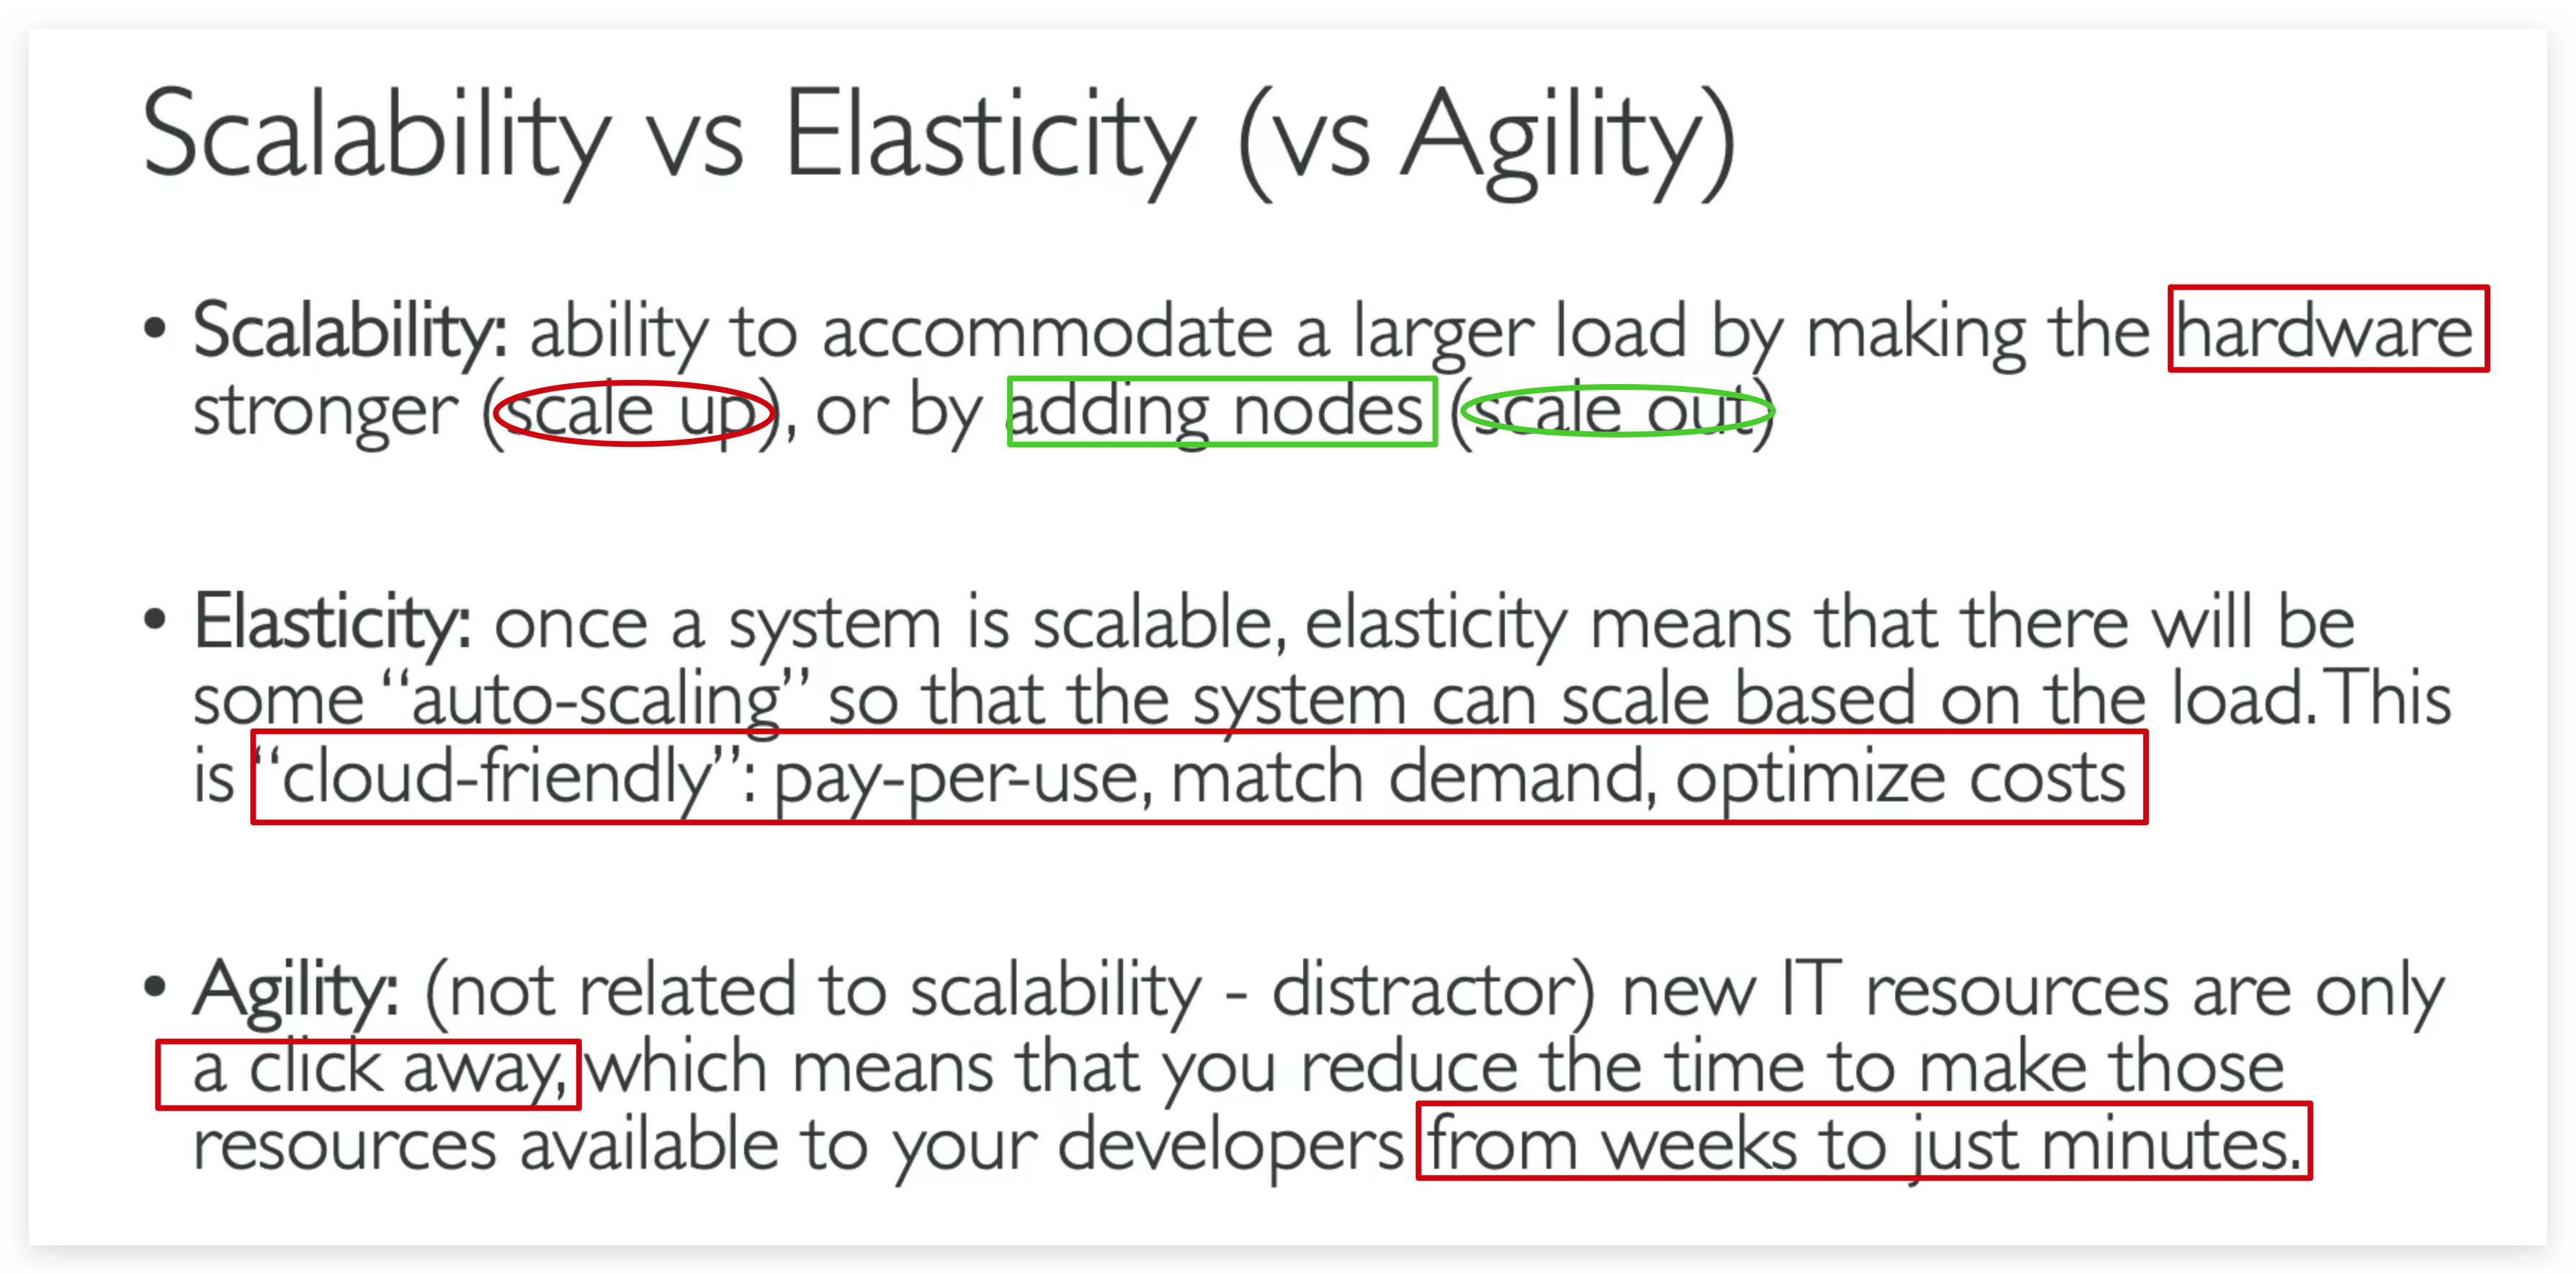 Scalability vs Elasticity (vs Agility)
• Scalability: ability to accommodate a larger load by making the hardware
stronger (scale up), or by adding nodes (scale out)
• Elasticity: once a system is scalable, elasticity means that there will be
some “auto-scaling” so that the system can scale based on the load. This
is “cloud-friendly”: pay-per-use, match demand, optimize costs
• Agility: (not related to scalability - distractor) new IT resources are only
a click away, which means that you reduce the time to make those
resources available to your developers from weeks to just minutes.